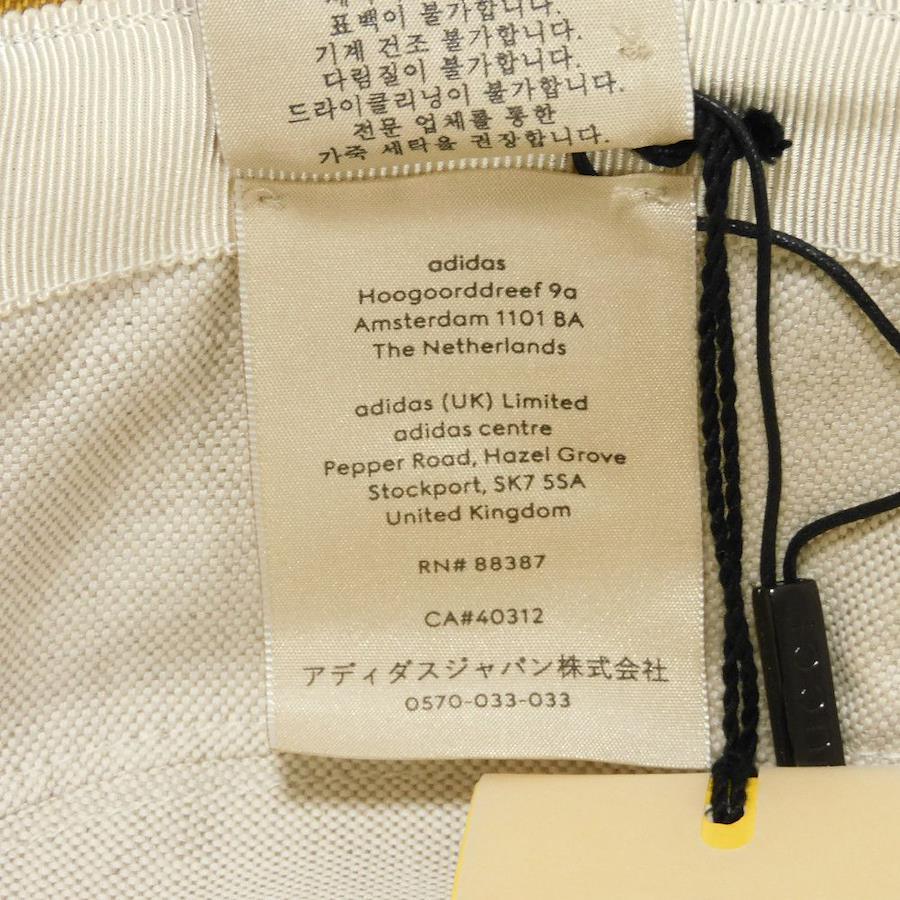 표백이 불가합니다.
기계 건조 불가합니다.
다림질이 불가합니다.
드라이클리닝이 불가합니다.
전문 업체를 통한
가죽 세탁을 권장합니다.
adidas
Hoogoorddreef 9a
Amsterdam 1101 BA
The Netherlands
adidas (UK) Limited
adidas centre
Pepper Road, Hazel Grove
Stockport, SK7 5SA
United Kingdom
RN# 88387
CA#40312
アディダスジャパン株式会社
0570-033-033